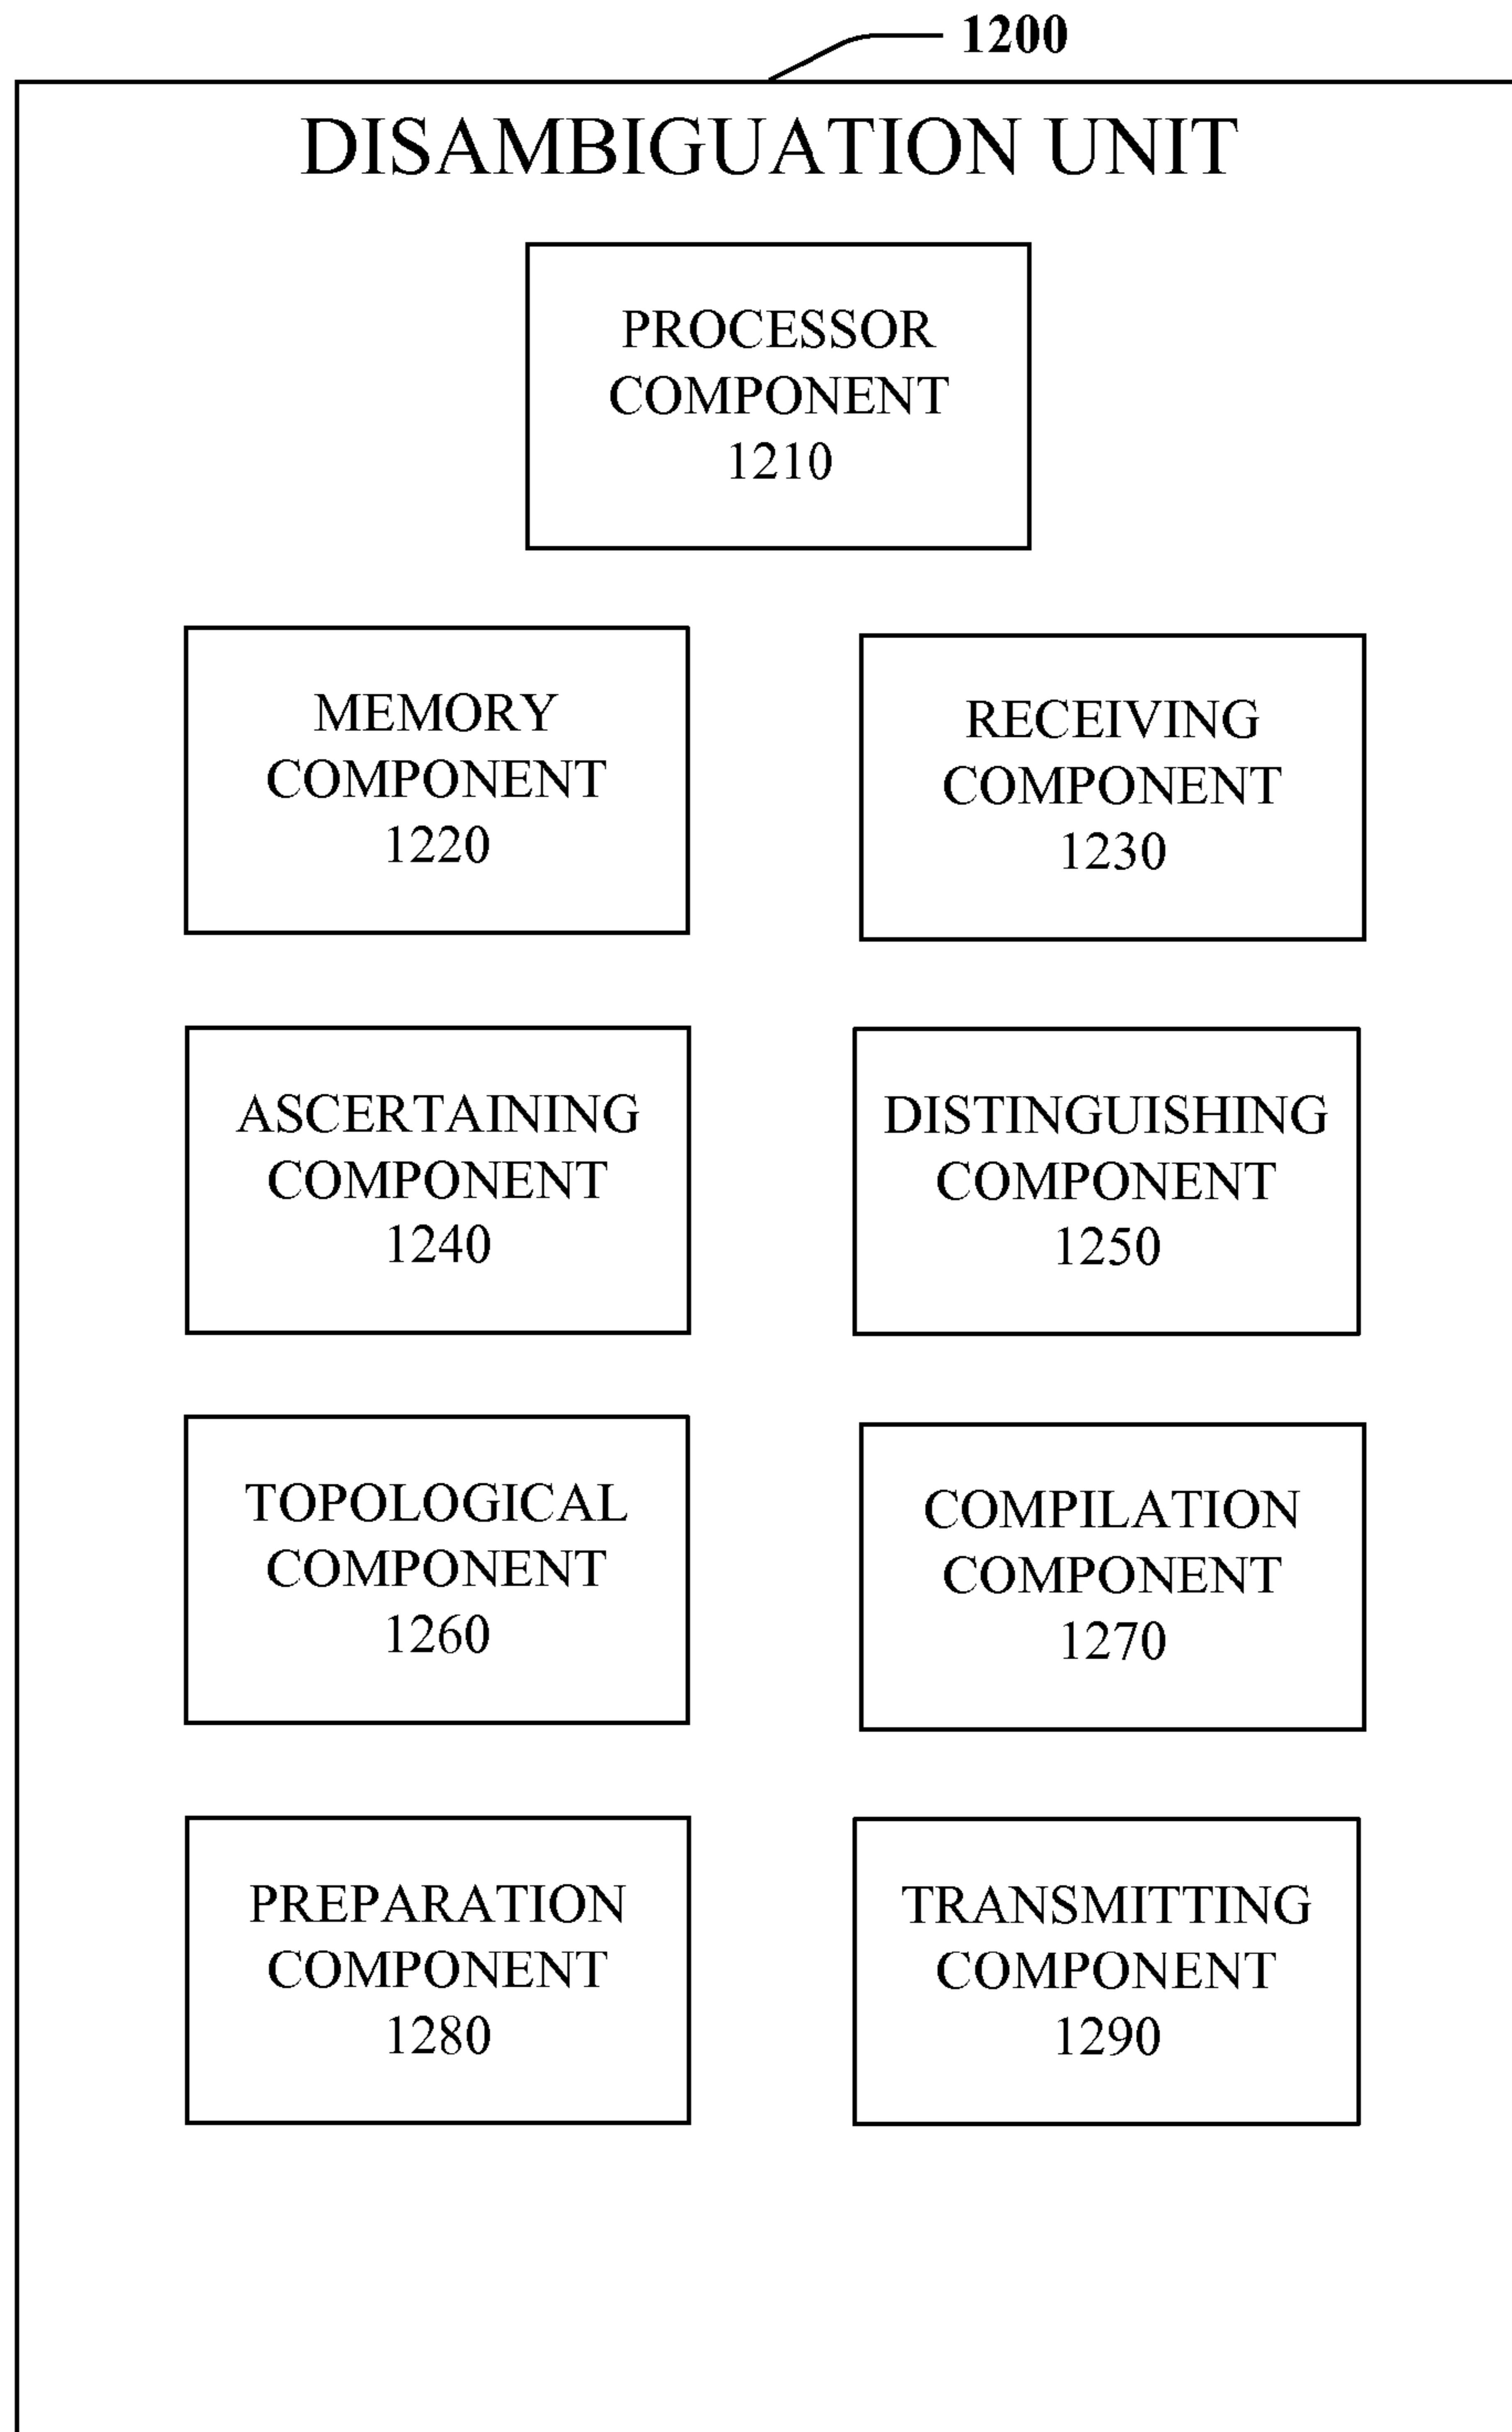 1200
DISAMBIGUATION UNIT
PROCESSOR
COMPONENT
1210
MEMORY
COMPONENT
1220
RECEIVING
COMPONENT
1230
ASCERTAINING
COMPONENT
1240
DISTINGUISHING
COMPONENT
1250
TOPOLOGICAL
COMPONENT
1260
COMPILATION
COMPONENT
1270
PREPARATION
COMPONENT
1280
TRANSMITTING
COMPONENT
1290